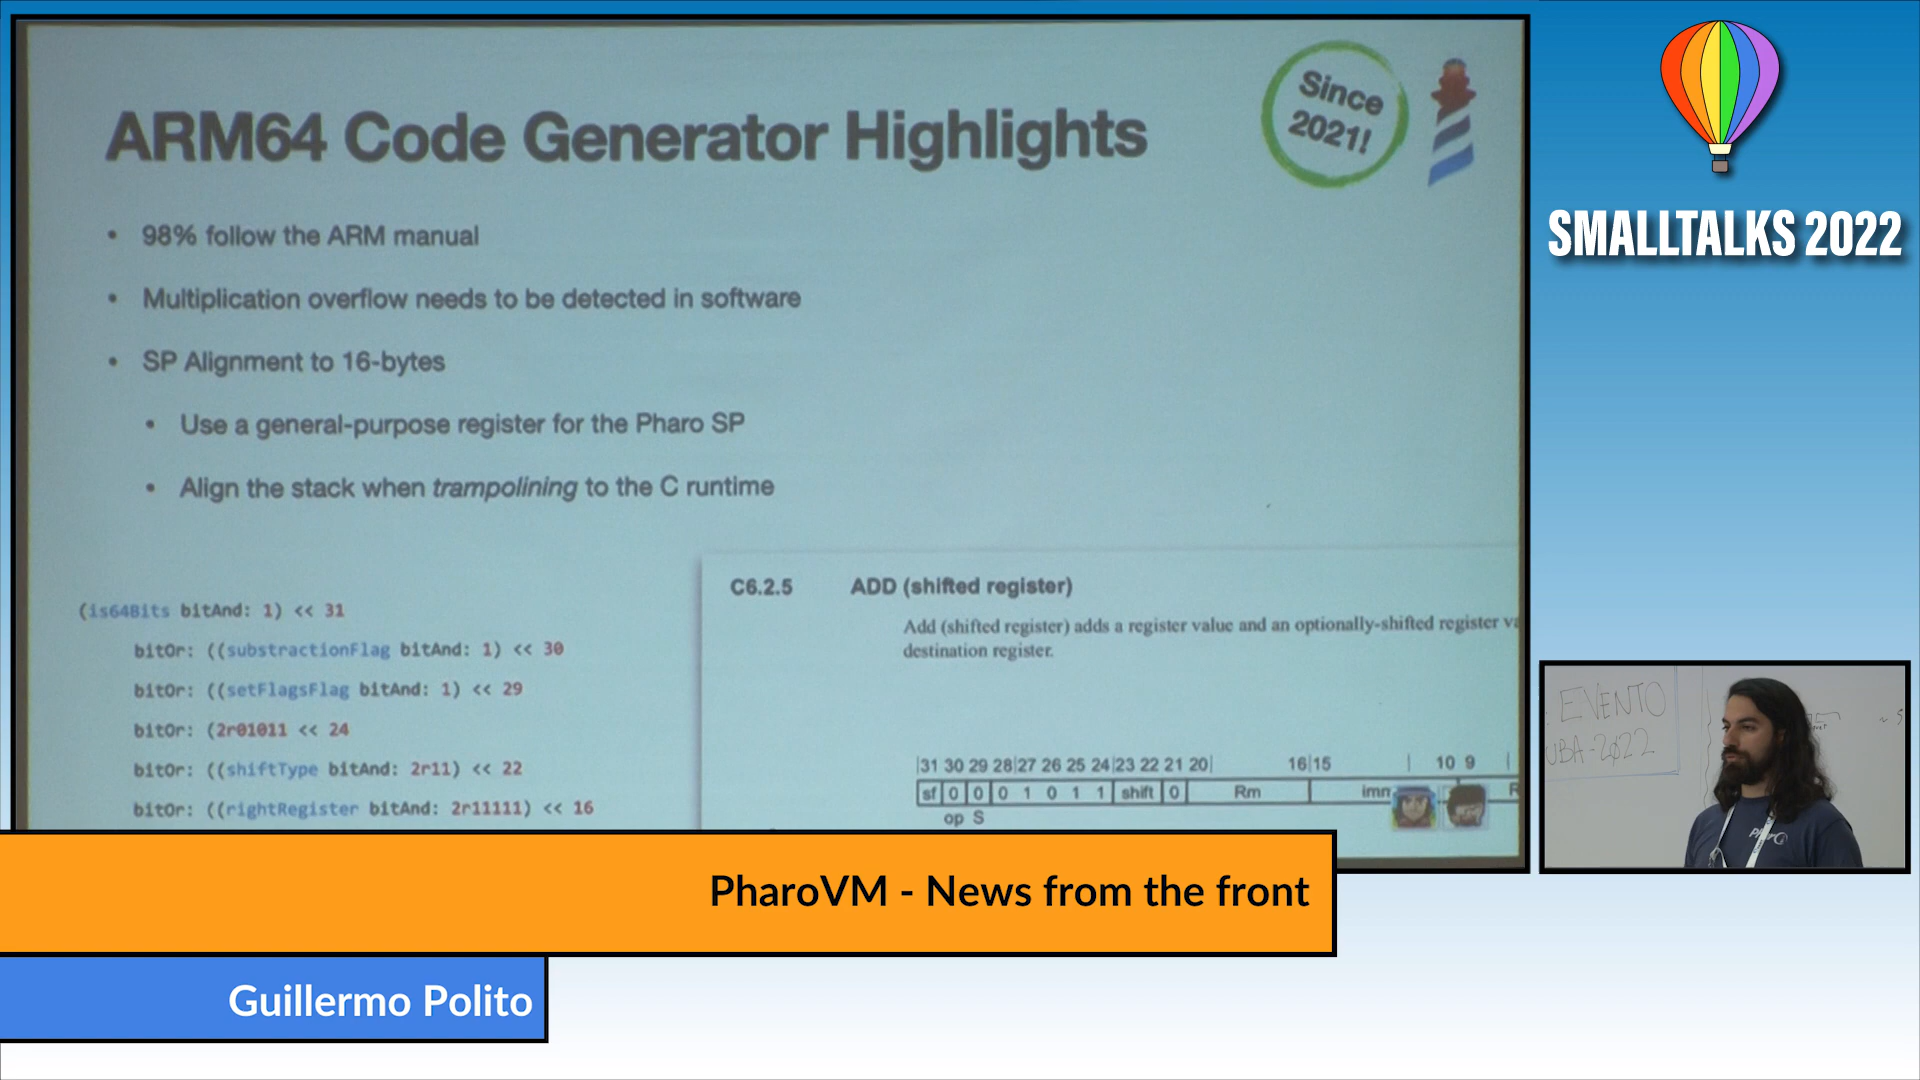 ARM64 Code Generator Highlights
Since
2021!
• 98% follow the ARM manual
• Multiplication overflow needs to be detected in software
• SP Alignment to 16-bytes
• Use a general-purpose register for the Pharo SP
• Align the stack when trampolining to the C runtime
(is64Bits bitAnd: 1) << 31
bitOr: ((substractionFlag bitAnd: 1) << 30
bitOr: ((setFlagsFlag bitAnd: 1) << 29
bitOr: (2r01011 << 24
bitOr: ((shiftType bitAnd: 2r11) << 22
bitOr: ((rightRegister bitAnd: 2r11111) << 16
C6.2.5 ADD (shifted register)
Add (shifted register) adds a register value and an optionally-shifted register va
destination register.
|31 30 29 28|27 26 25 24|23 22 21 20| 16|15 | 10 9 |
sf 0 0 0 1 0 1 1 shift 0 Rm imm R
op S
SMALLTALKS 2022
EVENTO
UBA-2022
Pharo
PharoVM - News from the front
Guillermo Polito